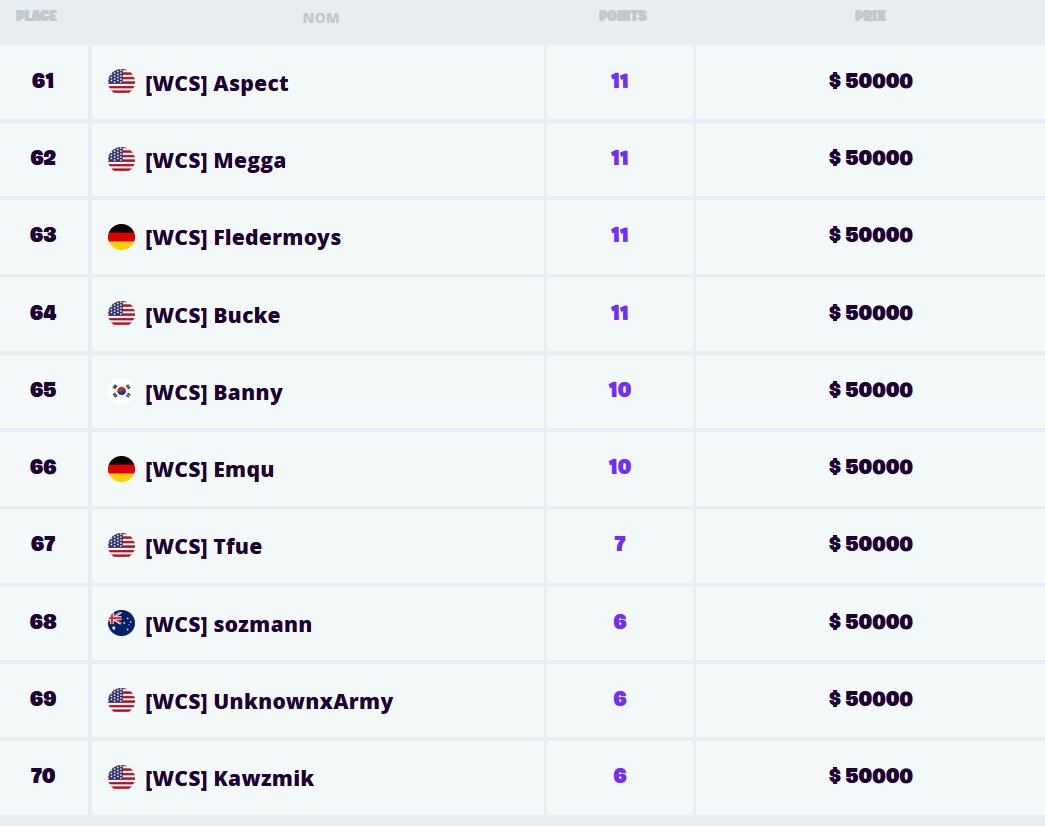 PLACE NOM POINTS PRIX
61 [WCS] Aspect 11 $ 50000
62 [WCS] Megga 11 $ 50000
63 [WCS] Fledermoys 11 $ 50000
64 [WCS] Bucke 11 $ 50000
65 [WCS] Banny 10 $ 50000
66 [WCS] Emqu 10 $ 50000
67 [WCS] Tfue 7 $ 50000
68 [WCS] sozmann 6 $ 50000
69 [WCS] UnknownxArmy 6 $ 50000
70 [WCS] Kawzmik 6 $ 50000